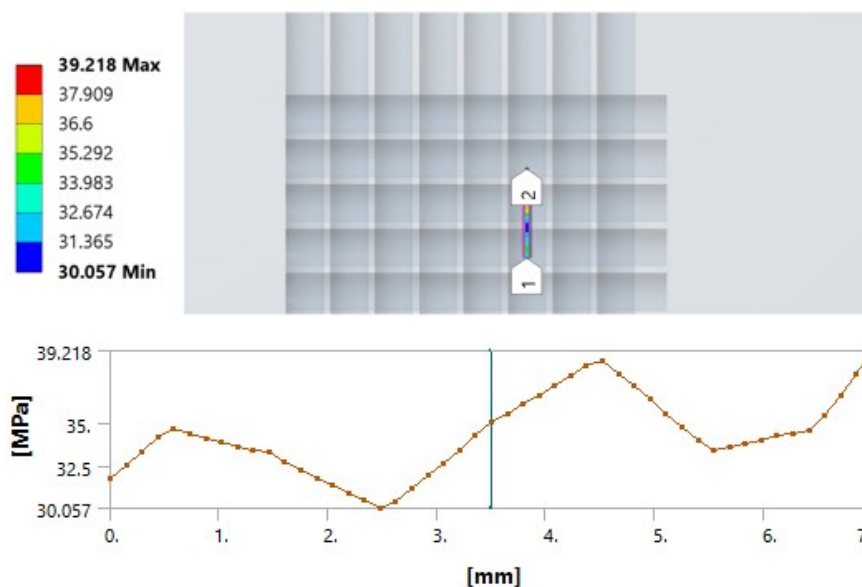 39.218 Max
37.909
36.6
35.292
33.983
32.674
31.365
30.057 Min
2
1
39.218
35.
32.5
30.057
[MPa]
0. 1. 2. 3. 4. 5. 6. 7
[mm]